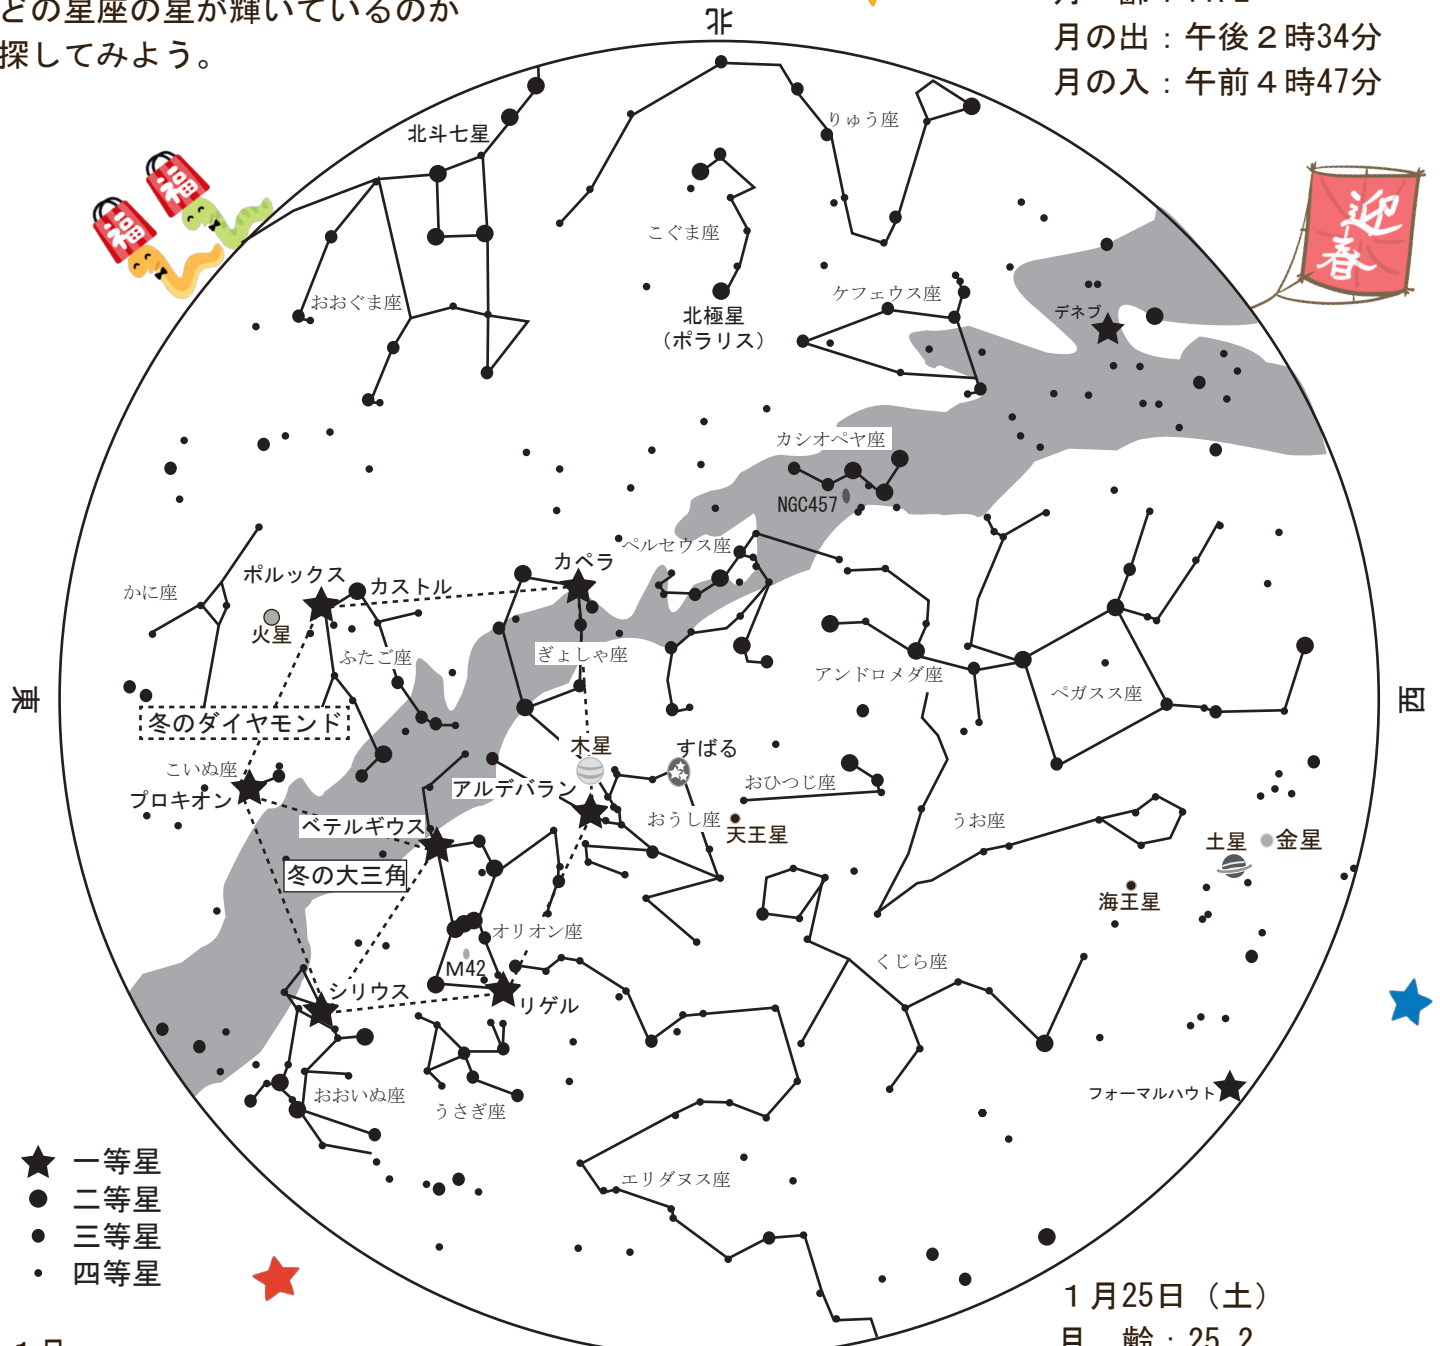 どの星座の星が輝いているのか
探してみよう。
月の出：午後２時34分
月の入：午前４時47分
北
北斗七星
りゅう座
福
福
迎春
こぐま座
おおぐま座
北極星
（ポラリス）
ケフェウス座
デネブ
カシオペヤ座
NGC457
ペルセウス座
カペラ
ポルックス
カストル
かに座
火星
ふたご座
ぎょしゃ座
アンドロメダ座
ペガスス座
東
西
冬のダイヤモンド
木星
すばる
こいぬ座
プロキオン
アルデバラン
おひつじ座
おうし座
天王星
うお座
ベテルギウス
土星
金星
冬の大三角
海王星
オリオン座
M42
くじら座
シリウス
リゲル
おおいぬ座
うさぎ座
フォーマルハウト
エリダヌス座
一等星
二等星
三等星
四等星
１月25日（土）
月　齢：25.2